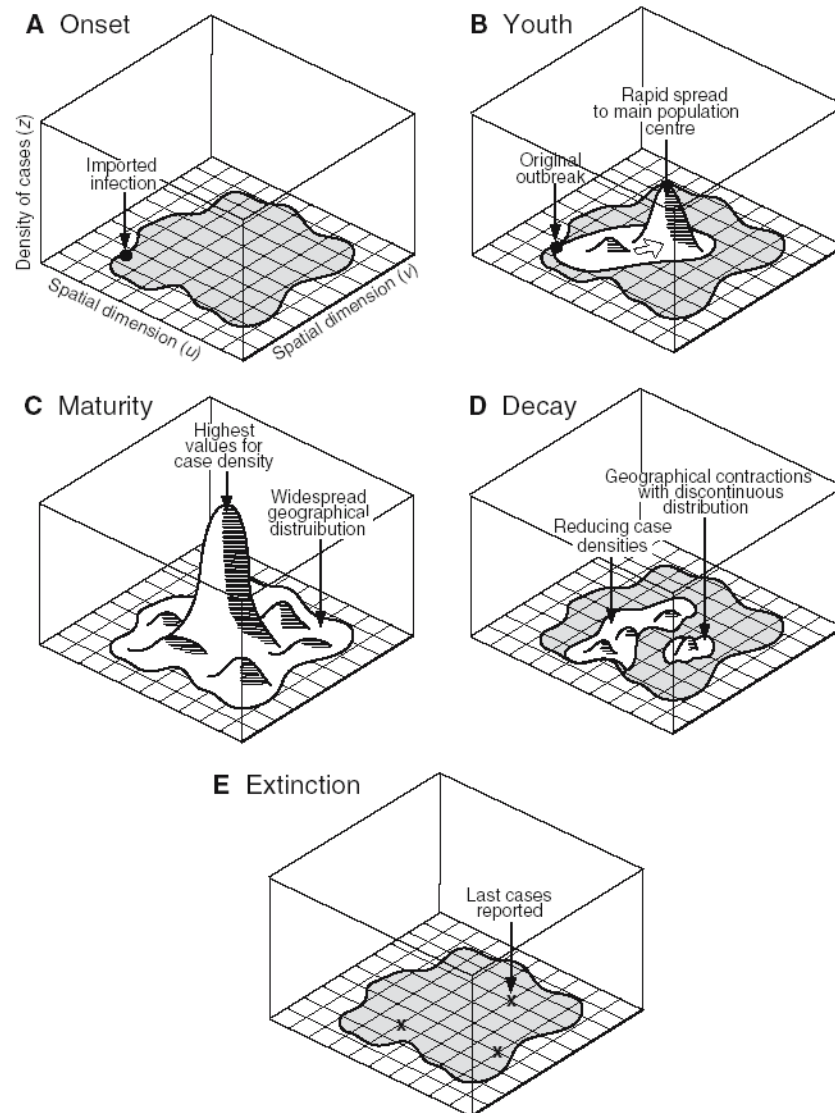 A Onset
Density of cases (z)
Imported
infection
Spatial dimension (u)
Spatial dimension (v)
B Youth
Rapid spread
to main population
centre
Original
outbreak
C Maturity
Highest
values for
case density
Widespread
geographical
distruibution
D Decay
Geographical contractions
with discontinuous
distribution
Reducing case
densities
E Extinction
Last cases
reported
x
x
x